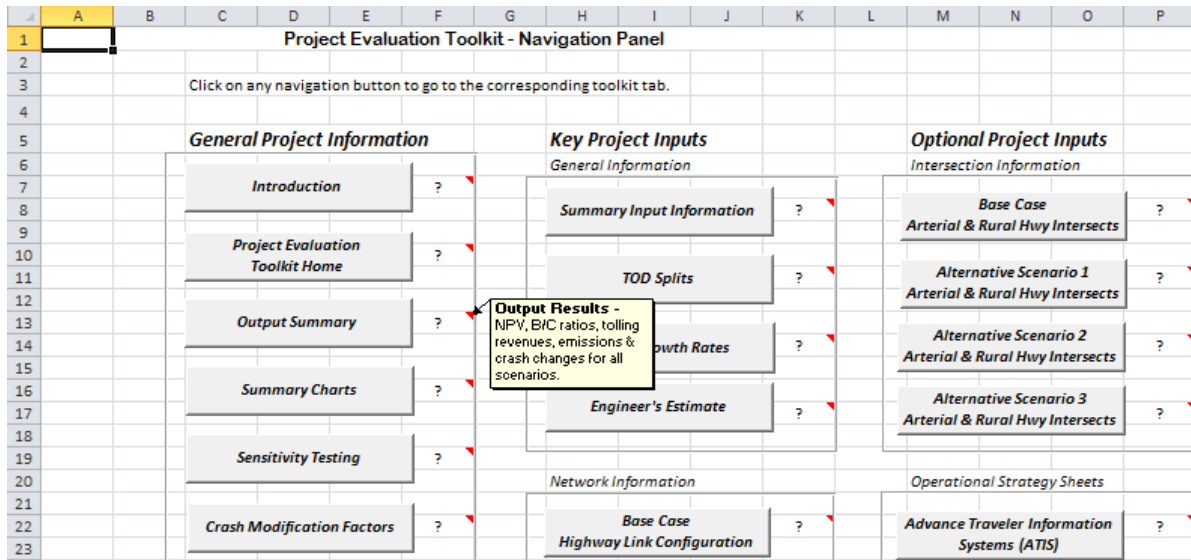 A B C D E F G H I J K L M N O P
1 Project Evaluation Toolkit - Navigation Panel
2
3 Click on any navigation button to go to the corresponding toolkit tab.
4
5 General Project Information Key Project Inputs Optional Project Inputs
6 General Information Intersection Information
7 Introduction ?
8 Summary Input Information ? Base Case ?
9 Arterial & Rural Hwy Intersects
10 Project Evaluation ?
Toolkit Home
11 TOD Splits ? Alternative Scenario 1 ?
Arterial & Rural Hwy Intersects
12
13 Output Summary ? Output Results -
NPV, B/C ratios, tolling
revenues, emissions &
crash changes for all
scenarios.
14 owth Rates ? Alternative Scenario 2 ?
Arterial & Rural Hwy Intersects
15
16 Summary Charts ?
17 Engineer's Estimate ? Alternative Scenario 3 ?
Arterial & Rural Hwy Intersects
18
19 Sensitivity Testing ?
20 Network Information Operational Strategy Sheets
21
22 Crash Modification Factors ? Base Case ? Advance Traveler Information ?
23 Highway Link Configuration Systems (ATIS)